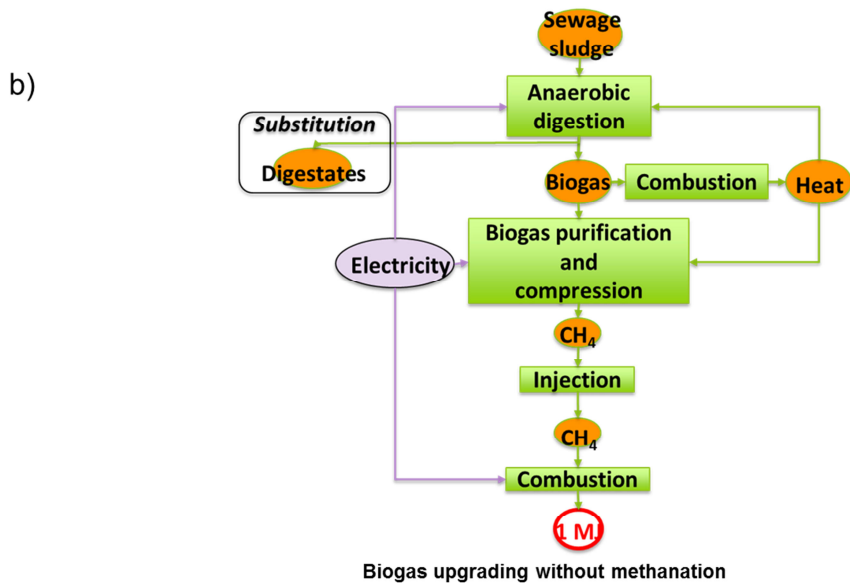 Sewage
sludge
b)
Anaerobic
digestion
Substitution
Digestates
Biogas
Combustion
Heat
Biogas purification
and
compression
Electricity
CH₄
Injection
CH₄
Combustion
1 MJ
Biogas upgrading without methanation